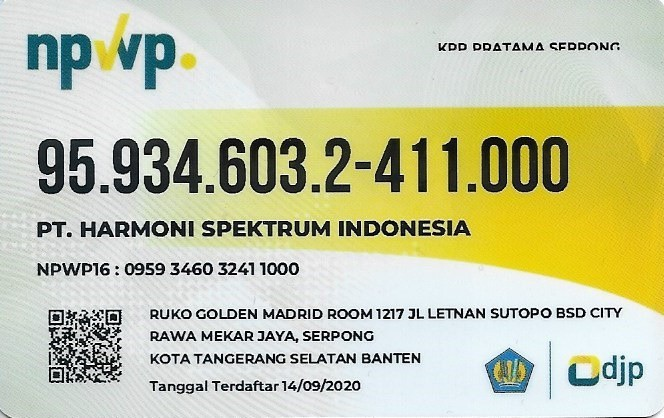 npwp.
KPP PRATAMA SERPONG
95.934.603.2-411.000
PT. HARMONI SPEKTRUM INDONESIA
NPWP16 : 0959 3460 3241 1000
RUKO GOLDEN MADRID ROOM 1217 JL LETNAN SUTOPO BSD CITY
RAWA MEKAR JAYA, SERPONG
KOTA TANGERANG SELATAN BANTEN
Tanggal Terdaftar 14/09/2020
djp